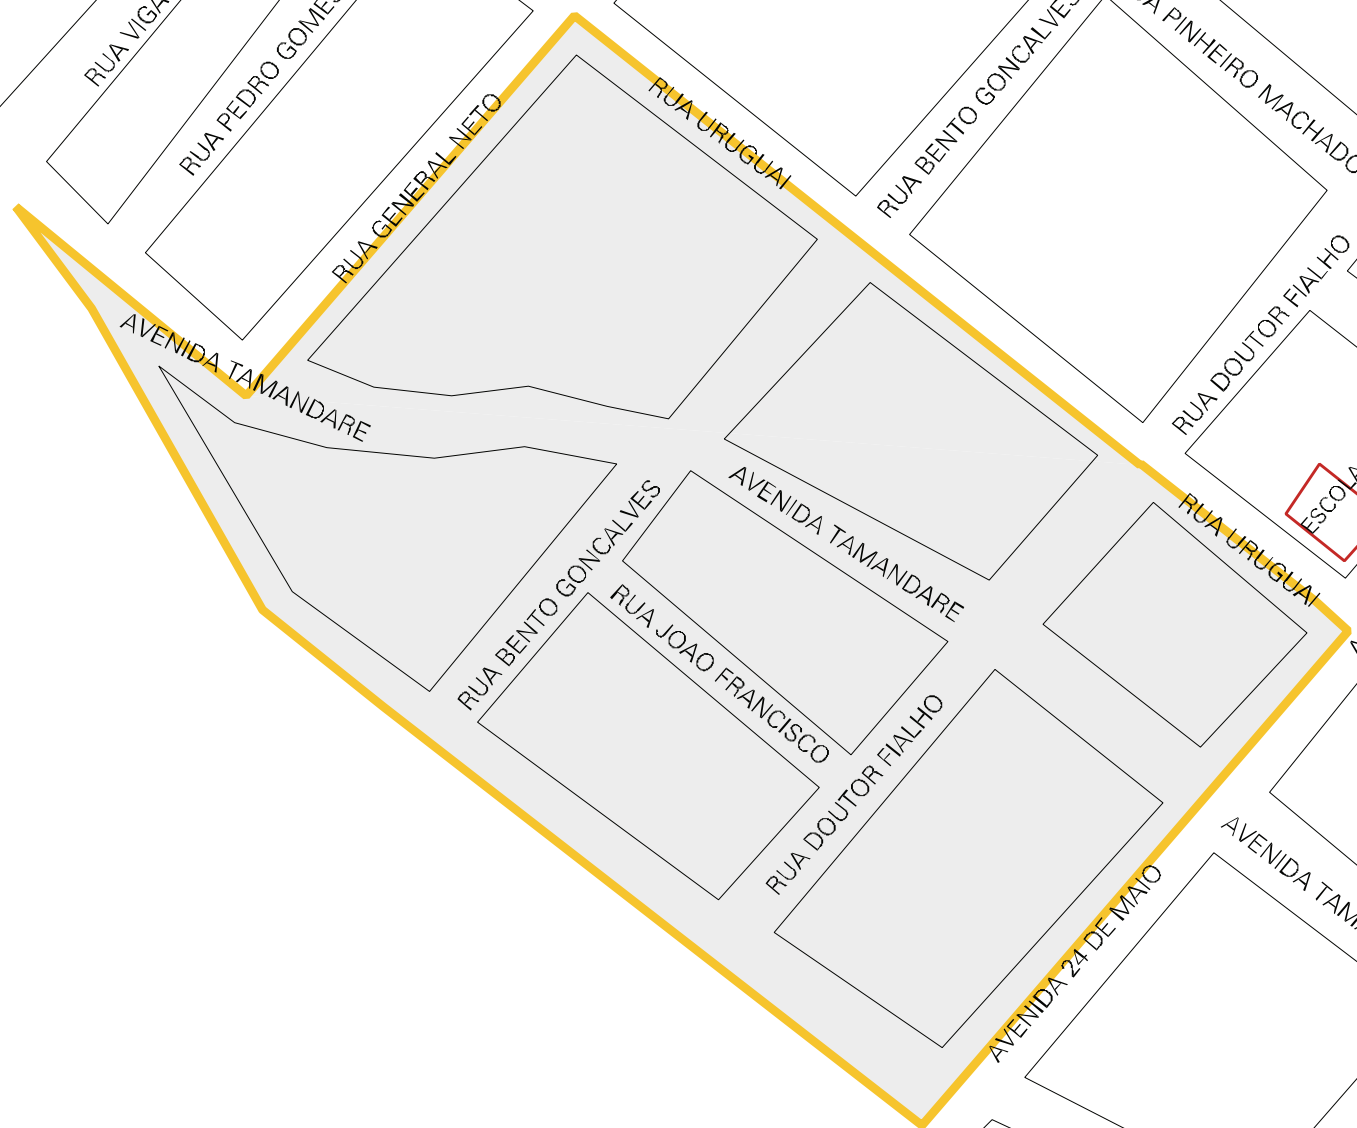 RUA VIGA
RUA PEDRO GOMES
RUA GENERAL NETO
RUA URUGUAI
RUA BENTO GONCALVES
PINHEIRO MACHADO
RUA DOUTOR FIALHO
AVENIDA TAMANDARE
ESCOLA
RUA BENTO GONCALVES
AVENIDA TAMANDARE
RUA URUGUAI
RUA JOAO FRANCISCO
RUA DOUTOR FIALHO
AVENIDA 24 DE MAIO
AVENIDA TAMA